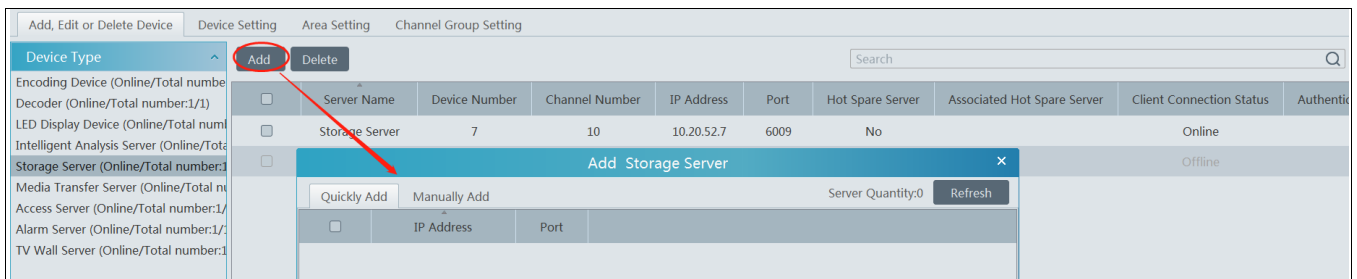 Add, Edit or Delete Device Device Setting Area Setting Channel Group Setting
Device Type Add Delete Search
Encoding Device (Online/Total numbe
Decoder (Online/Total number:1/1)
LED Display Device (Online/Total num
Intelligent Analysis Server (Online/Tota
Storage Server (Online/Total number:1
Media Transfer Server (Online/Total nu
Access Server (Online/Total number:1/
Alarm Server (Online/Total number:1/1
TV Wall Server (Online/Total number:1
Server Name Device Number Channel Number IP Address Port Hot Spare Server Associated Hot Spare Server Client Connection Status Authentic
Storage Server 7 10 10.20.52.7 6009 No Online
Offline
Add Storage Server
Quickly Add Manually Add Server Quantity:0 Refresh
IP Address Port